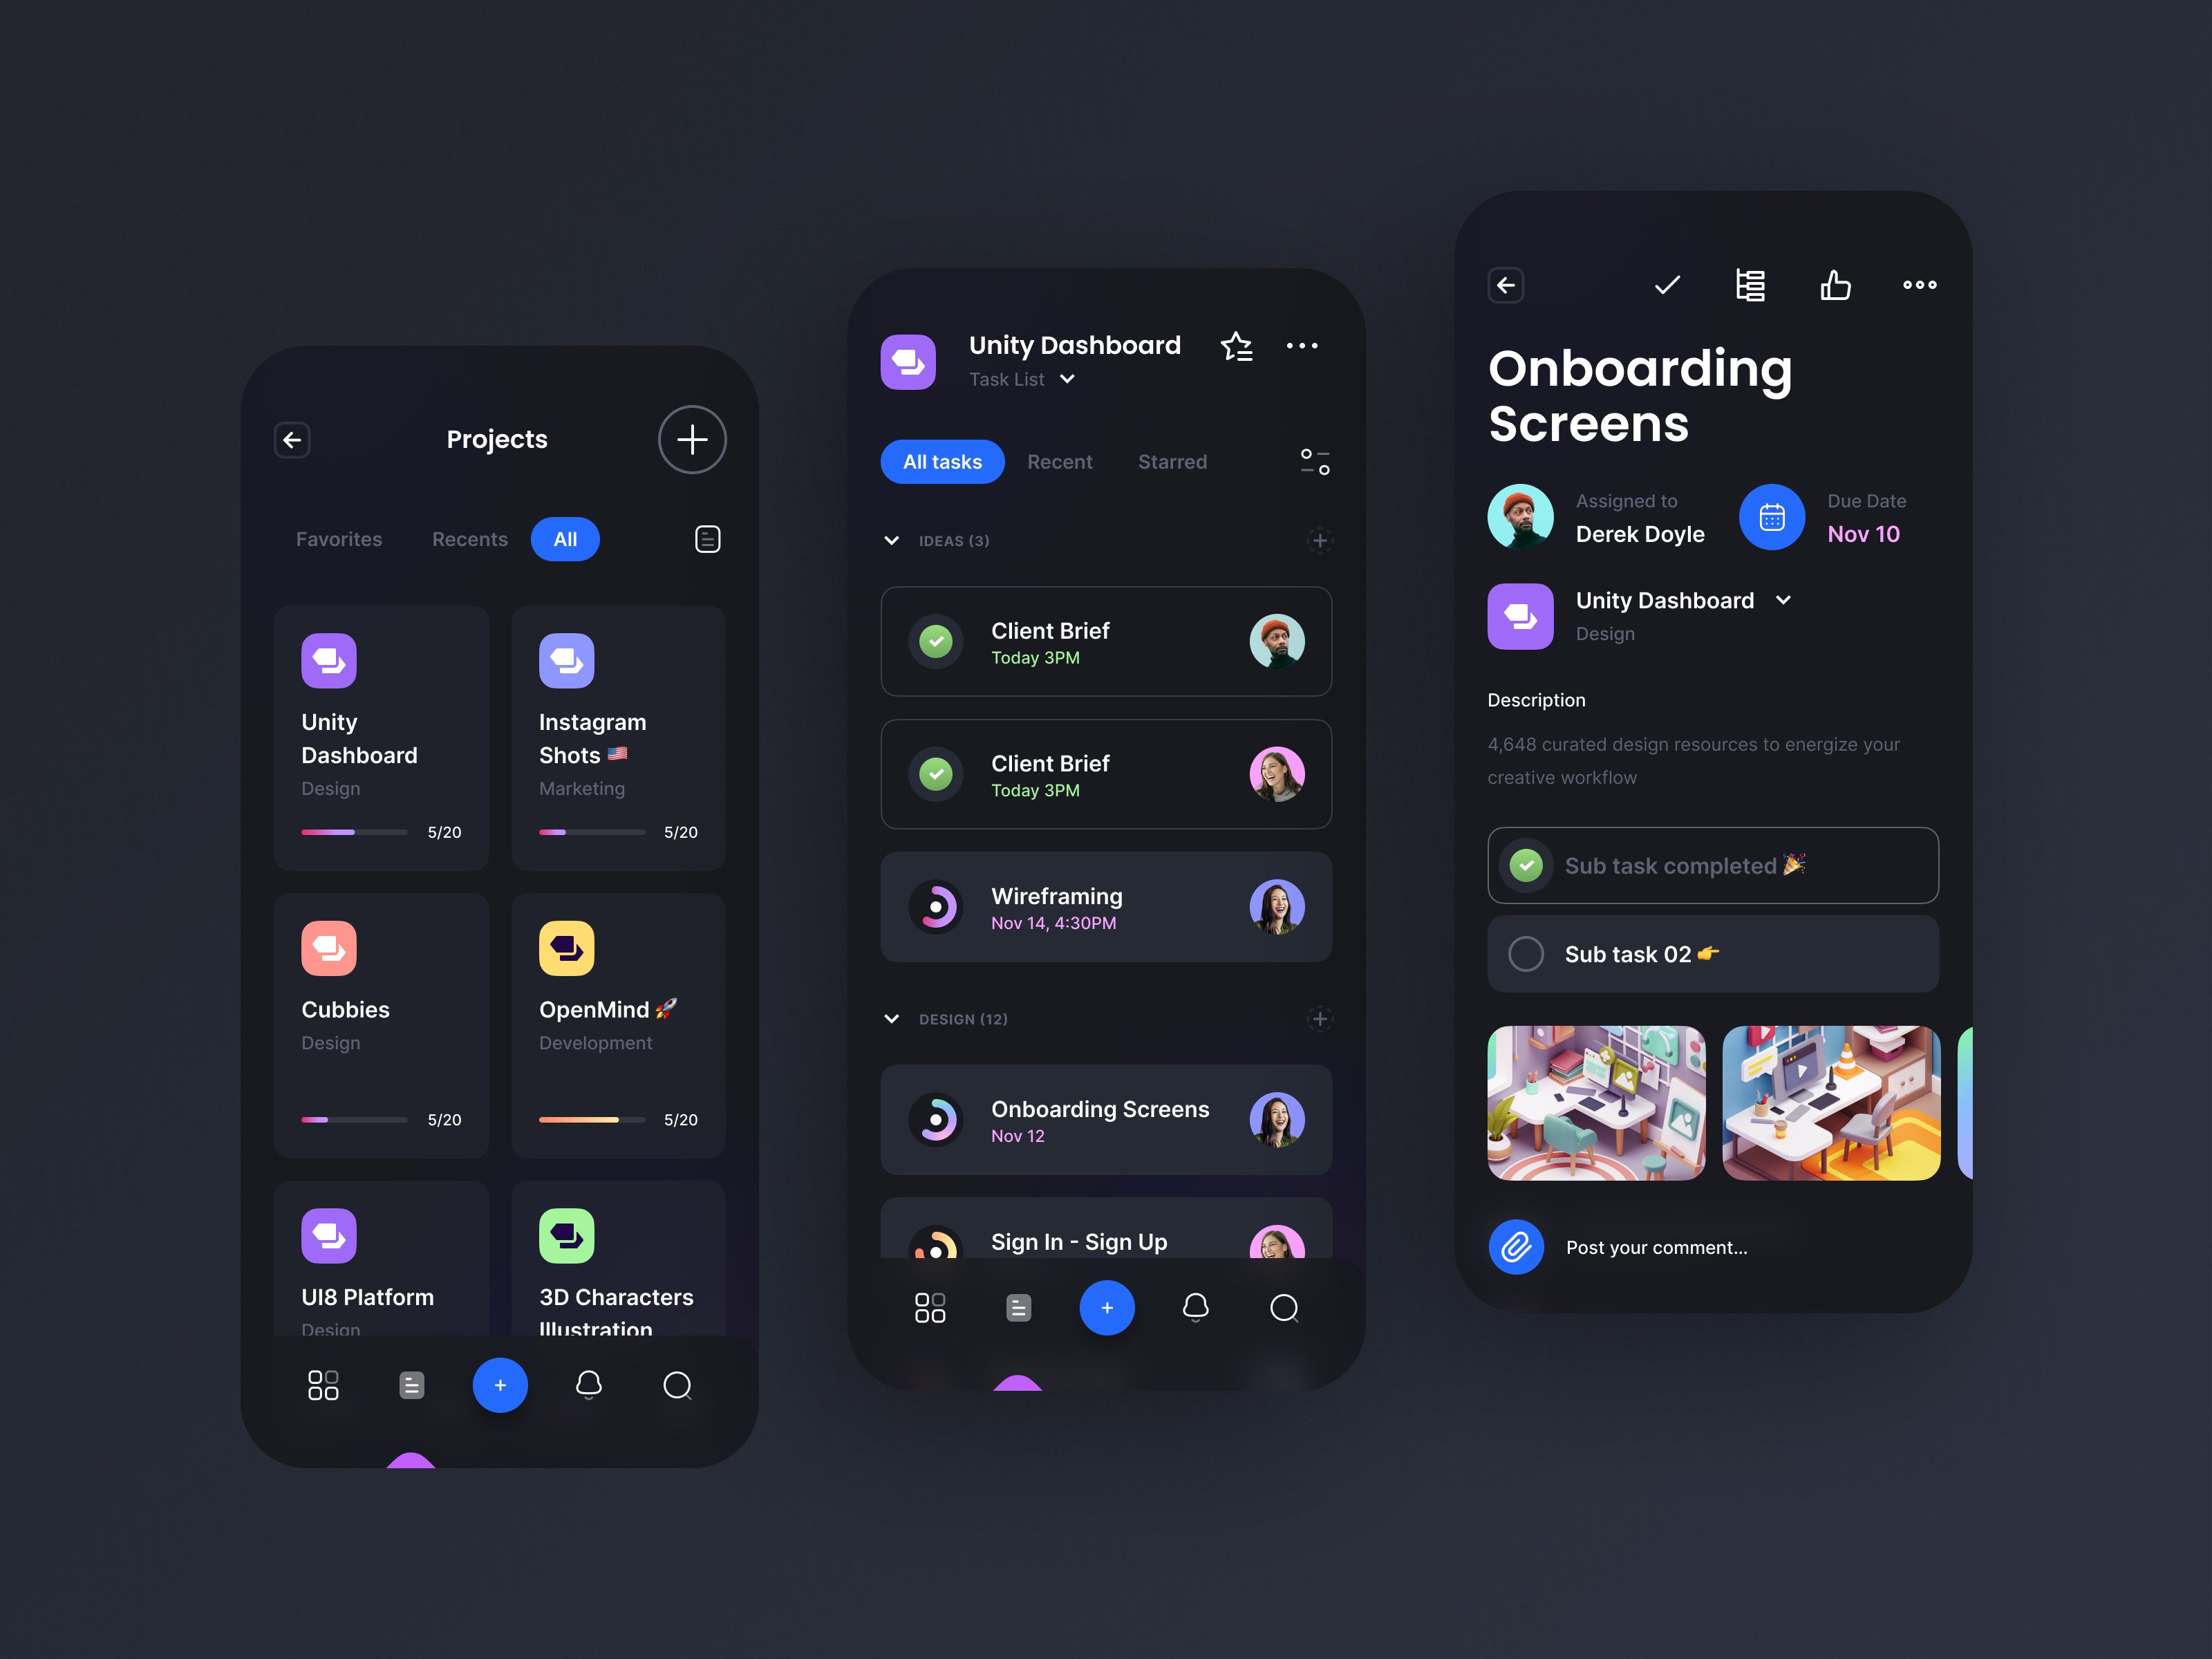 Projects
Favorites
Recents
All
Unity
Dashboard
Design
5/20
Instagram
Shots 🇺🇸
Marketing
5/20
Cubbies
Design
5/20
OpenMind 🚀
Development
5/20
UI8 Platform
Design
3D Characters
Illustration
Unity Dashboard
Task List
All tasks
Recent
Starred
IDEAS (3)
Client Brief
Today 3PM
Client Brief
Today 3PM
Wireframing
Nov 14, 4:30PM
DESIGN (12)
Onboarding Screens
Nov 12
Sign In - Sign Up
Onboarding
Screens
Assigned to
Derek Doyle
Due Date
Nov 10
Unity Dashboard
Design
Description
4,648 curated design resources to energize your
creative workflow
Sub task completed 🎉
Sub task 02 👉
Post your comment...